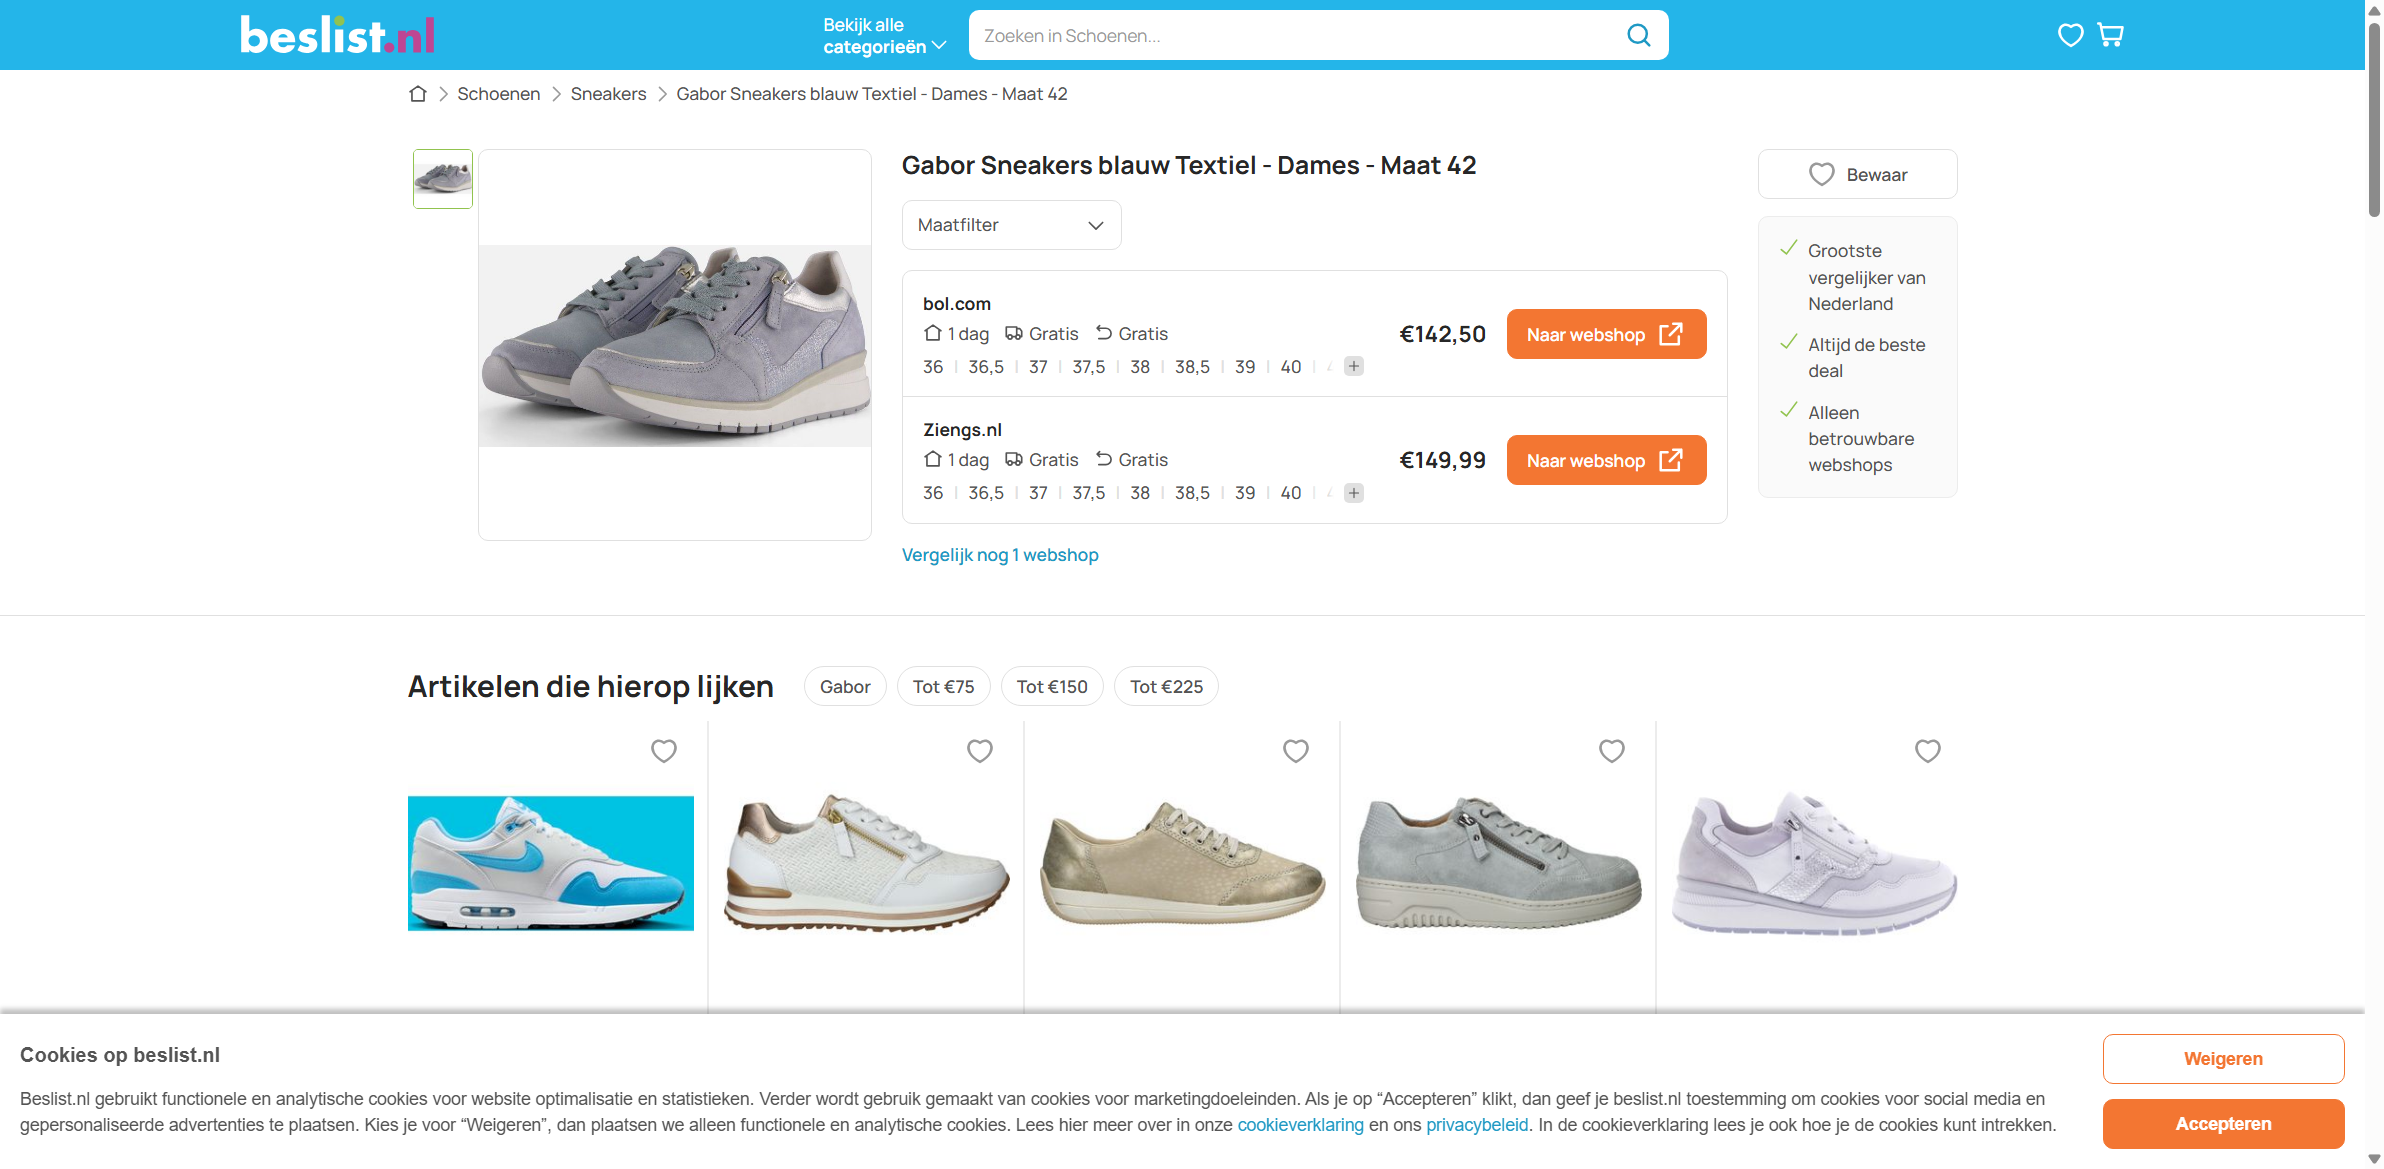 beslist.nl
Bekijk alle
categorieën
Zoeken in Schoenen...
Schoenen
Sneakers
Gabor Sneakers blauw Textiel - Dames - Maat 42
Gabor Sneakers blauw Textiel - Dames - Maat 42
Maatfilter
bol.com
1 dag Gratis Gratis
36 36,5 37 37,5 38 38,5 39 40 +
€142,50
Naar webshop
Ziengs.nl
1 dag Gratis Gratis
36 36,5 37 37,5 38 38,5 39 40 +
€149,99
Naar webshop
Vergelijk nog 1 webshop
Bewaar
Grootste
vergelijker van
Nederland
Altijd de beste
deal
Alleen
betrouwbare
webshops
Artikelen die hierop lijken
Gabor
Tot €75
Tot €150
Tot €225
Cookies op beslist.nl
Beslist.nl gebruikt functionele en analytische cookies voor website optimalisatie en statistieken. Verder wordt gebruik gemaakt van cookies voor marketingdoeleinden. Als je op “Accepteren” klikt, dan geef je beslist.nl toestemming om cookies voor social media en
gepersonaliseerde advertenties te plaatsen. Kies je voor “Weigeren”, dan plaatsen we alleen functionele en analytische cookies. Lees hier meer over in onze cookieverklaring en ons privacybeleid. In de cookieverklaring lees je ook hoe je de cookies kunt intrekken.
Weigeren
Accepteren